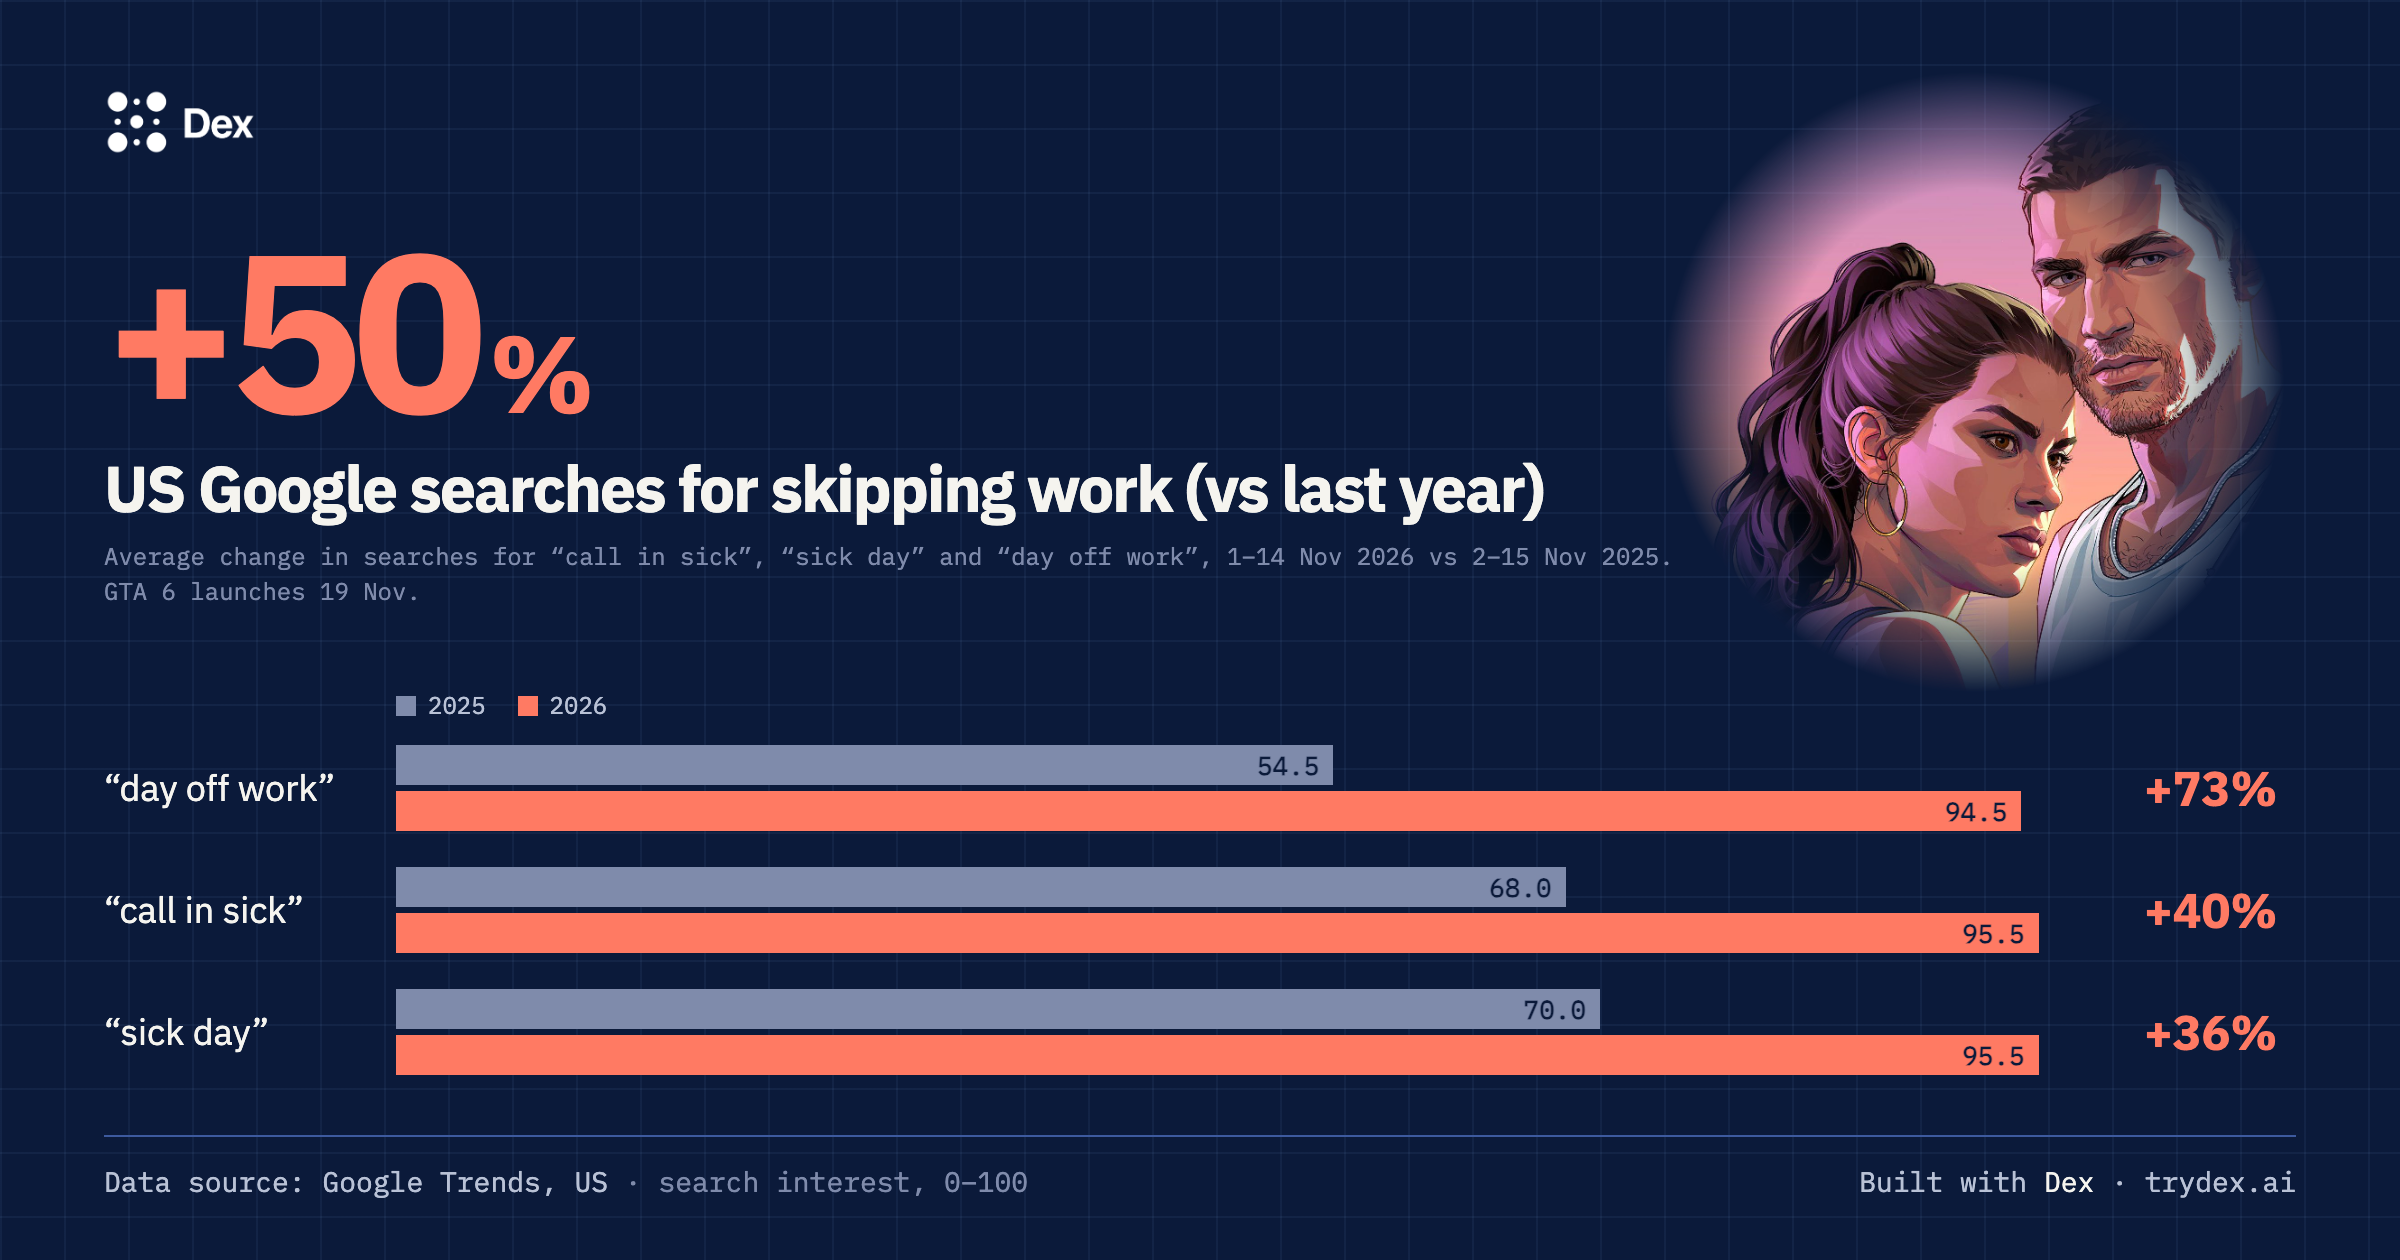 Dex
+50%
US Google searches for skipping work (vs last year)
Average change in searches for “call in sick”, “sick day” and “day off work”, 1–14 Nov 2026 vs 2–15 Nov 2025.
GTA 6 launches 19 Nov.
2025 2026
“day off work” 54.5 94.5 +73%
“call in sick” 68.0 95.5 +40%
“sick day” 70.0 95.5 +36%
Data source: Google Trends, US · search interest, 0–100
Built with Dex · trydex.ai